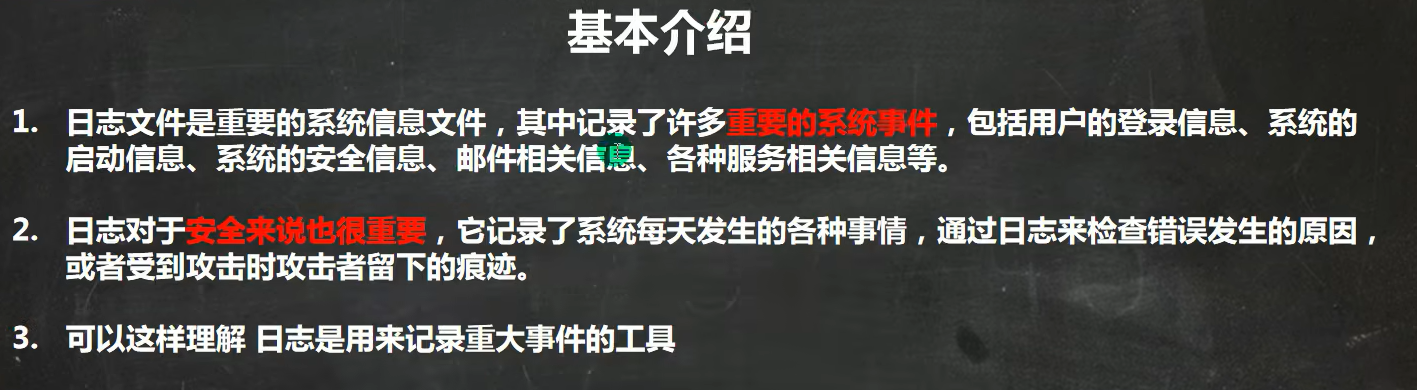 基本介绍
1. 日志文件是重要的系统信息文件，其中记录了许多重要的系统事件，包括用户的登录信息、系统的
启动信息、系统的安全信息、邮件相关信息、各种服务相关信息等。
2. 日志对于安全来说也很重要，它记录了系统每天发生的各种事情，通过日志来检查错误发生的原因，
或者受到攻击时攻击者留下的痕迹。
3. 可以这样理解 日志是用来记录重大事件的工具